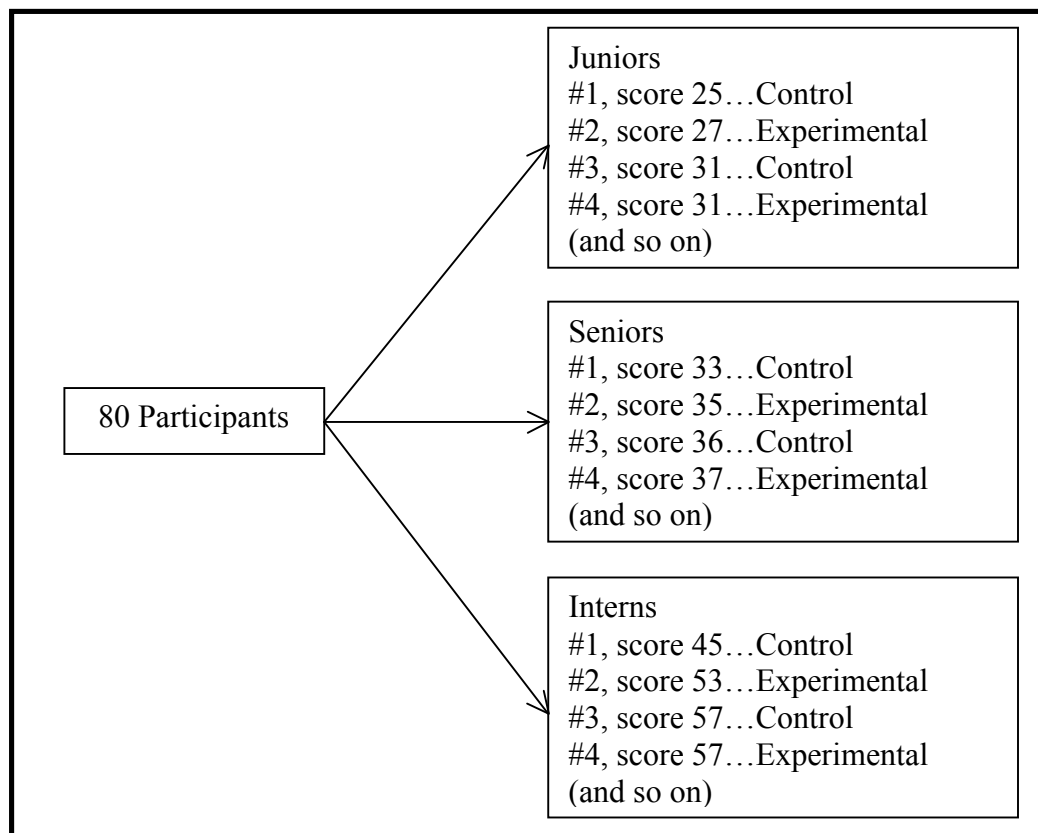 80 Participants
Juniors
#1, score 25…Control
#2, score 27…Experimental
#3, score 31…Control
#4, score 31…Experimental
(and so on)
Seniors
#1, score 33…Control
#2, score 35…Experimental
#3, score 36…Control
#4, score 37…Experimental
(and so on)
Interns
#1, score 45…Control
#2, score 53…Experimental
#3, score 57…Control
#4, score 57…Experimental
(and so on)